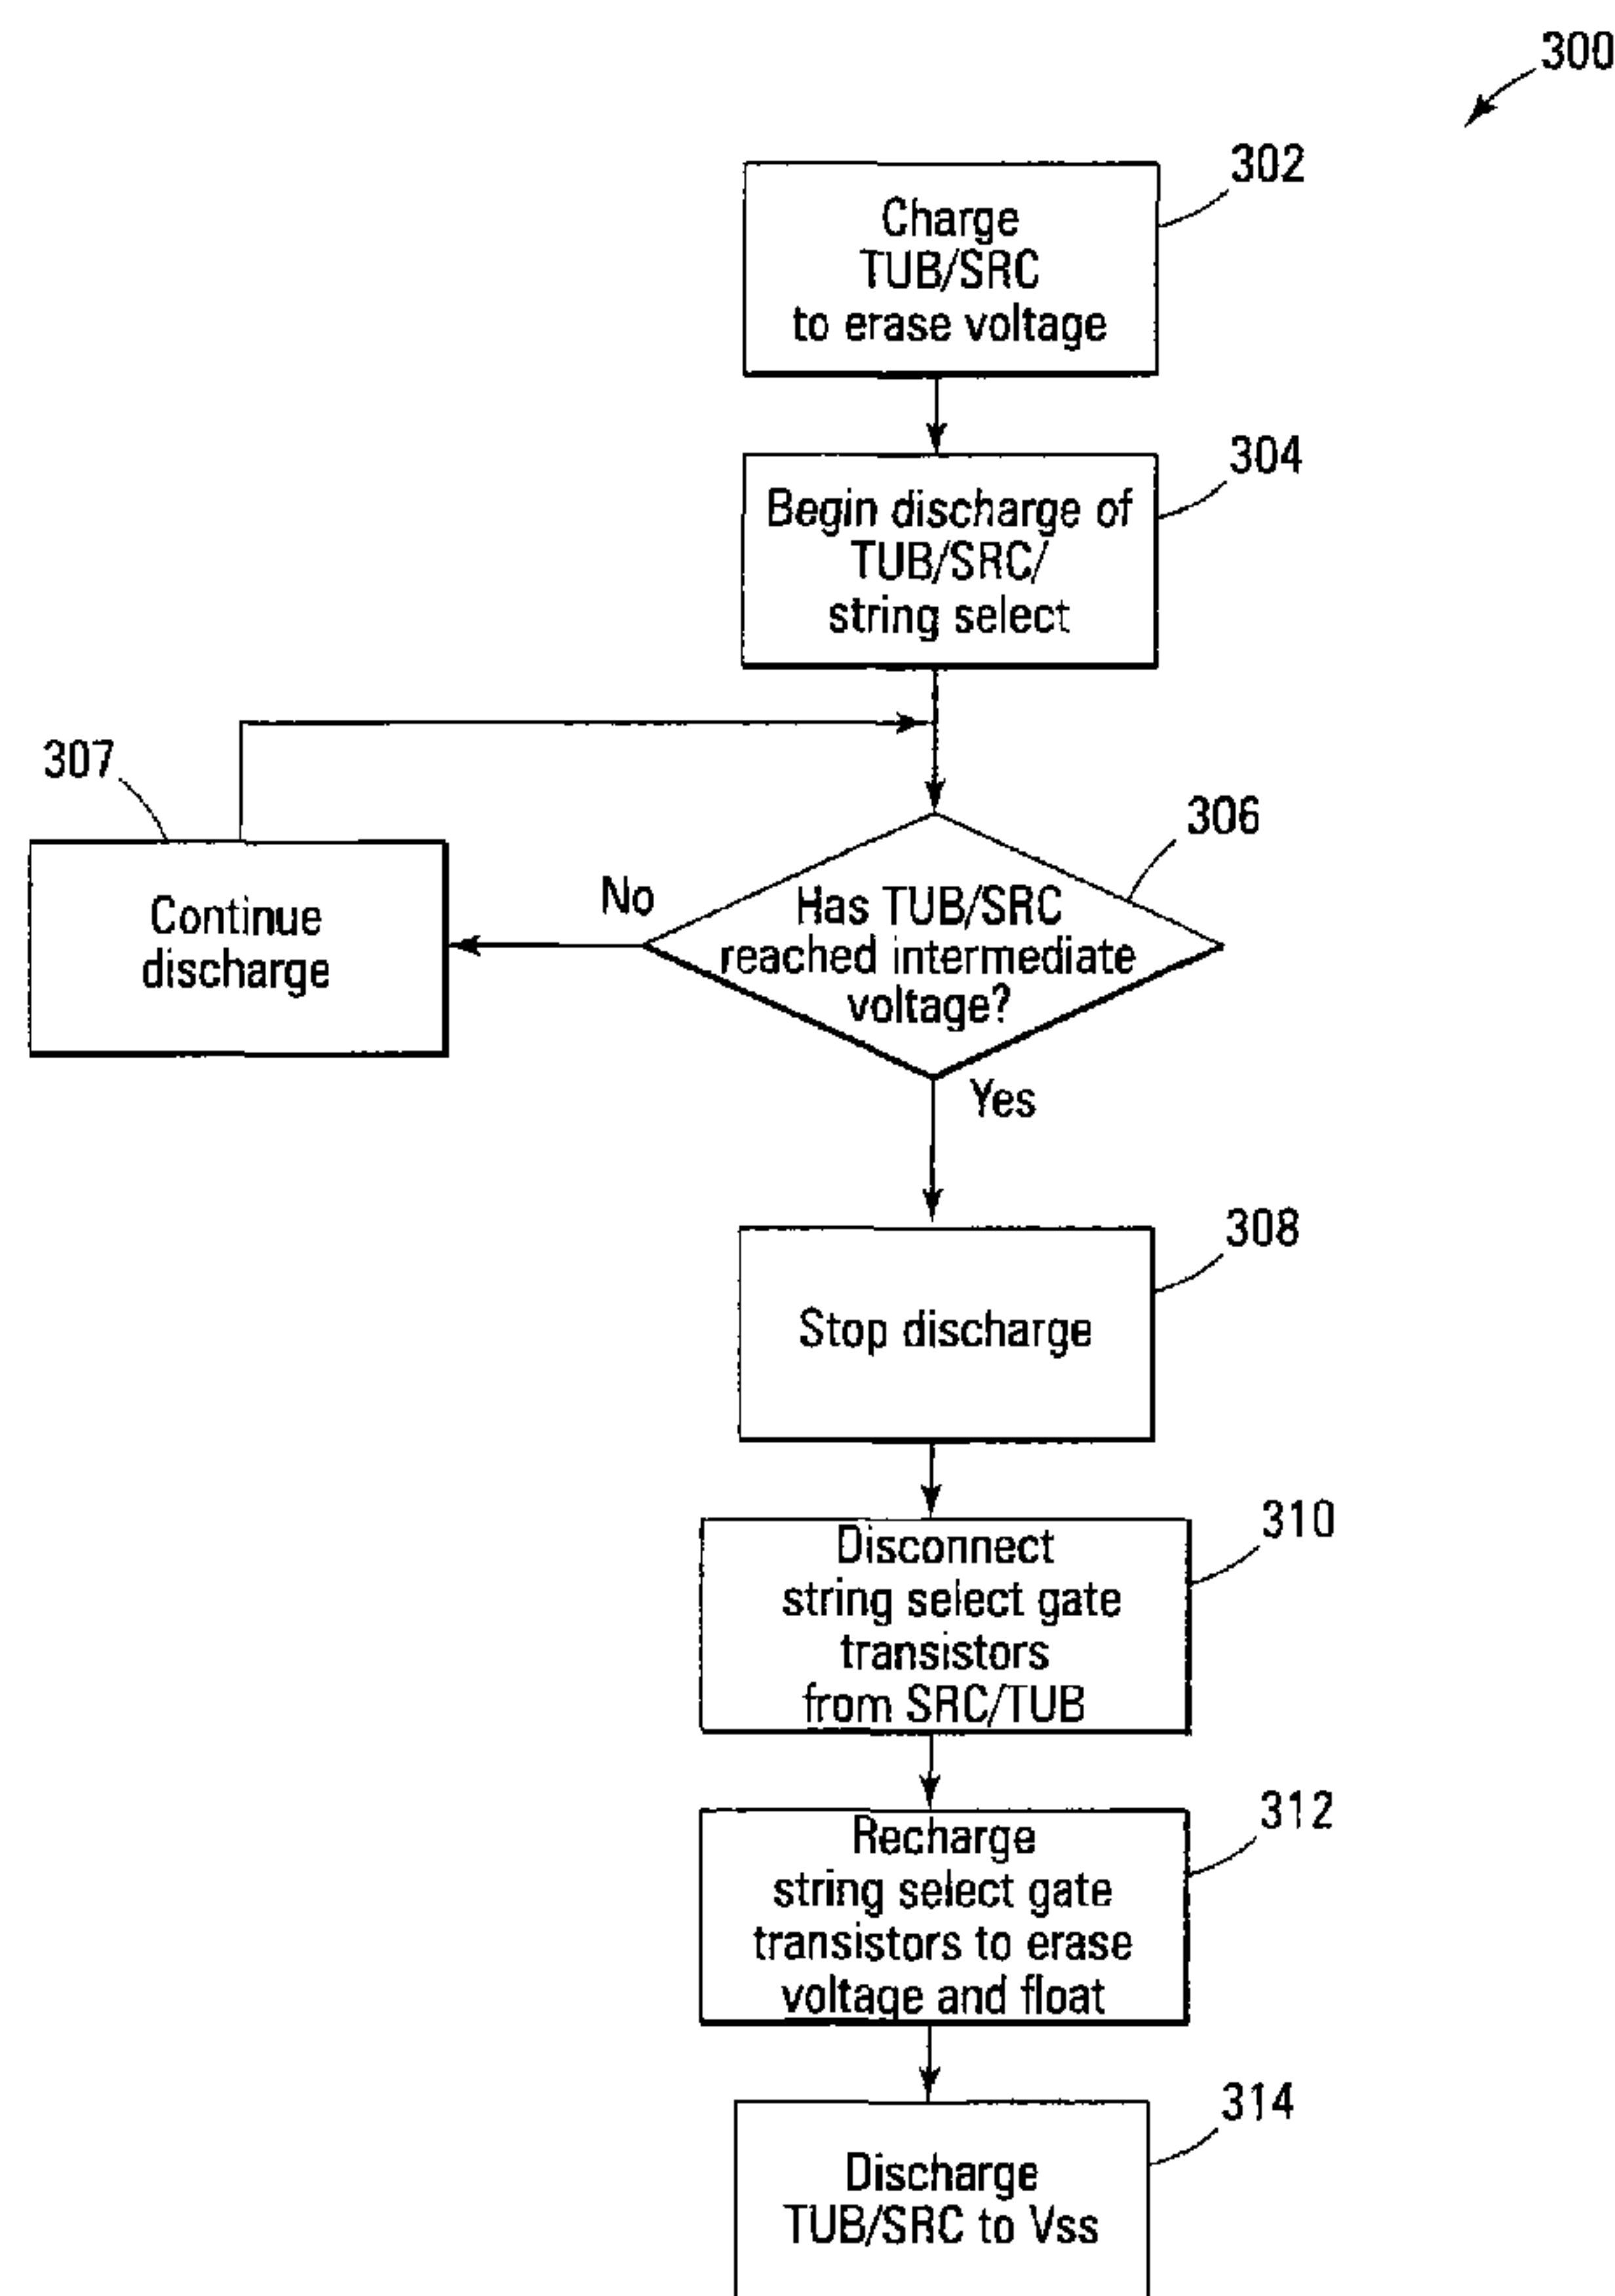 300
302
Charge
TUB/SRC
to erase voltage
304
Begin discharge of
TUB/SRC/
string select
307
Continue
discharge
No
306
Has TUB/SRC
reached intermediate
voltage?
Yes
308
Stop discharge
310
Disconnect
string select gate
transistors
from SRC/TUB
312
Recharge
string select gate
transistors to erase
voltage and float
314
Discharge
TUB/SRC to Vss